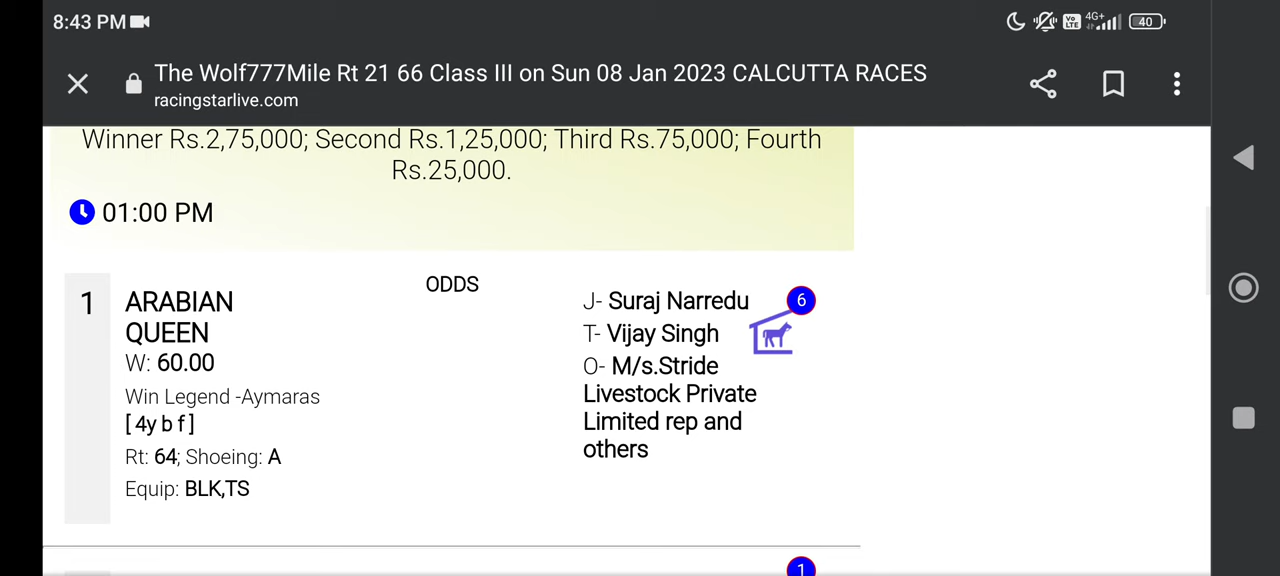 8:43 PM
Vo LTE 4G+ 40
The Wolf777Mile Rt 21 66 Class III on Sun 08 Jan 2023 CALCUTTA RACES
racingstarlive.com
Winner Rs.2,75,000; Second Rs.1,25,000; Third Rs.75,000; Fourth
Rs.25,000.
01:00 PM
1
ARABIAN
QUEEN
W: 60.00
Win Legend -Aymaras
[ 4y b f ]
Rt: 64; Shoeing: A
Equip: BLK,TS
ODDS
J- Suraj Narredu
6
T- Vijay Singh
O- M/s.Stride
Livestock Private
Limited rep and
others
1